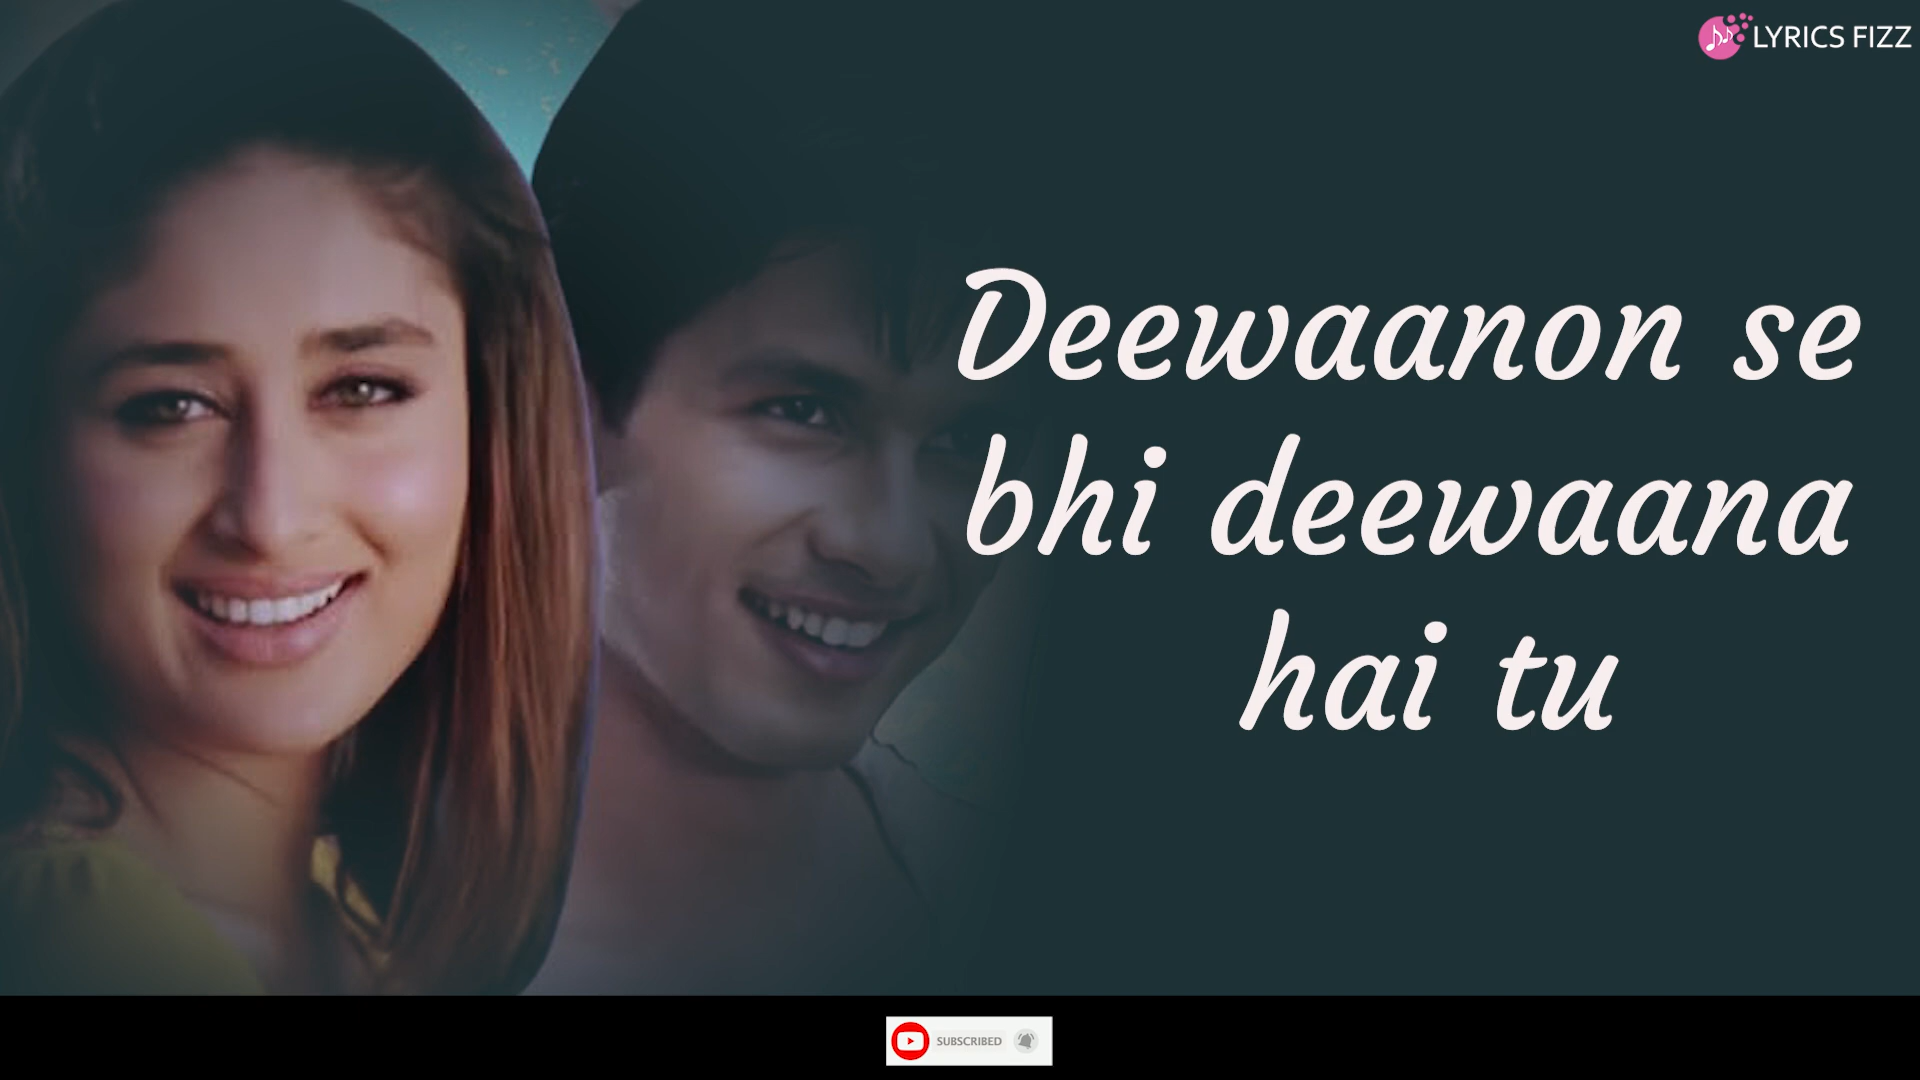 LYRICS FIZZ
Deewaanon se
bhi deewaana
hai tu
SUBSCRIBED